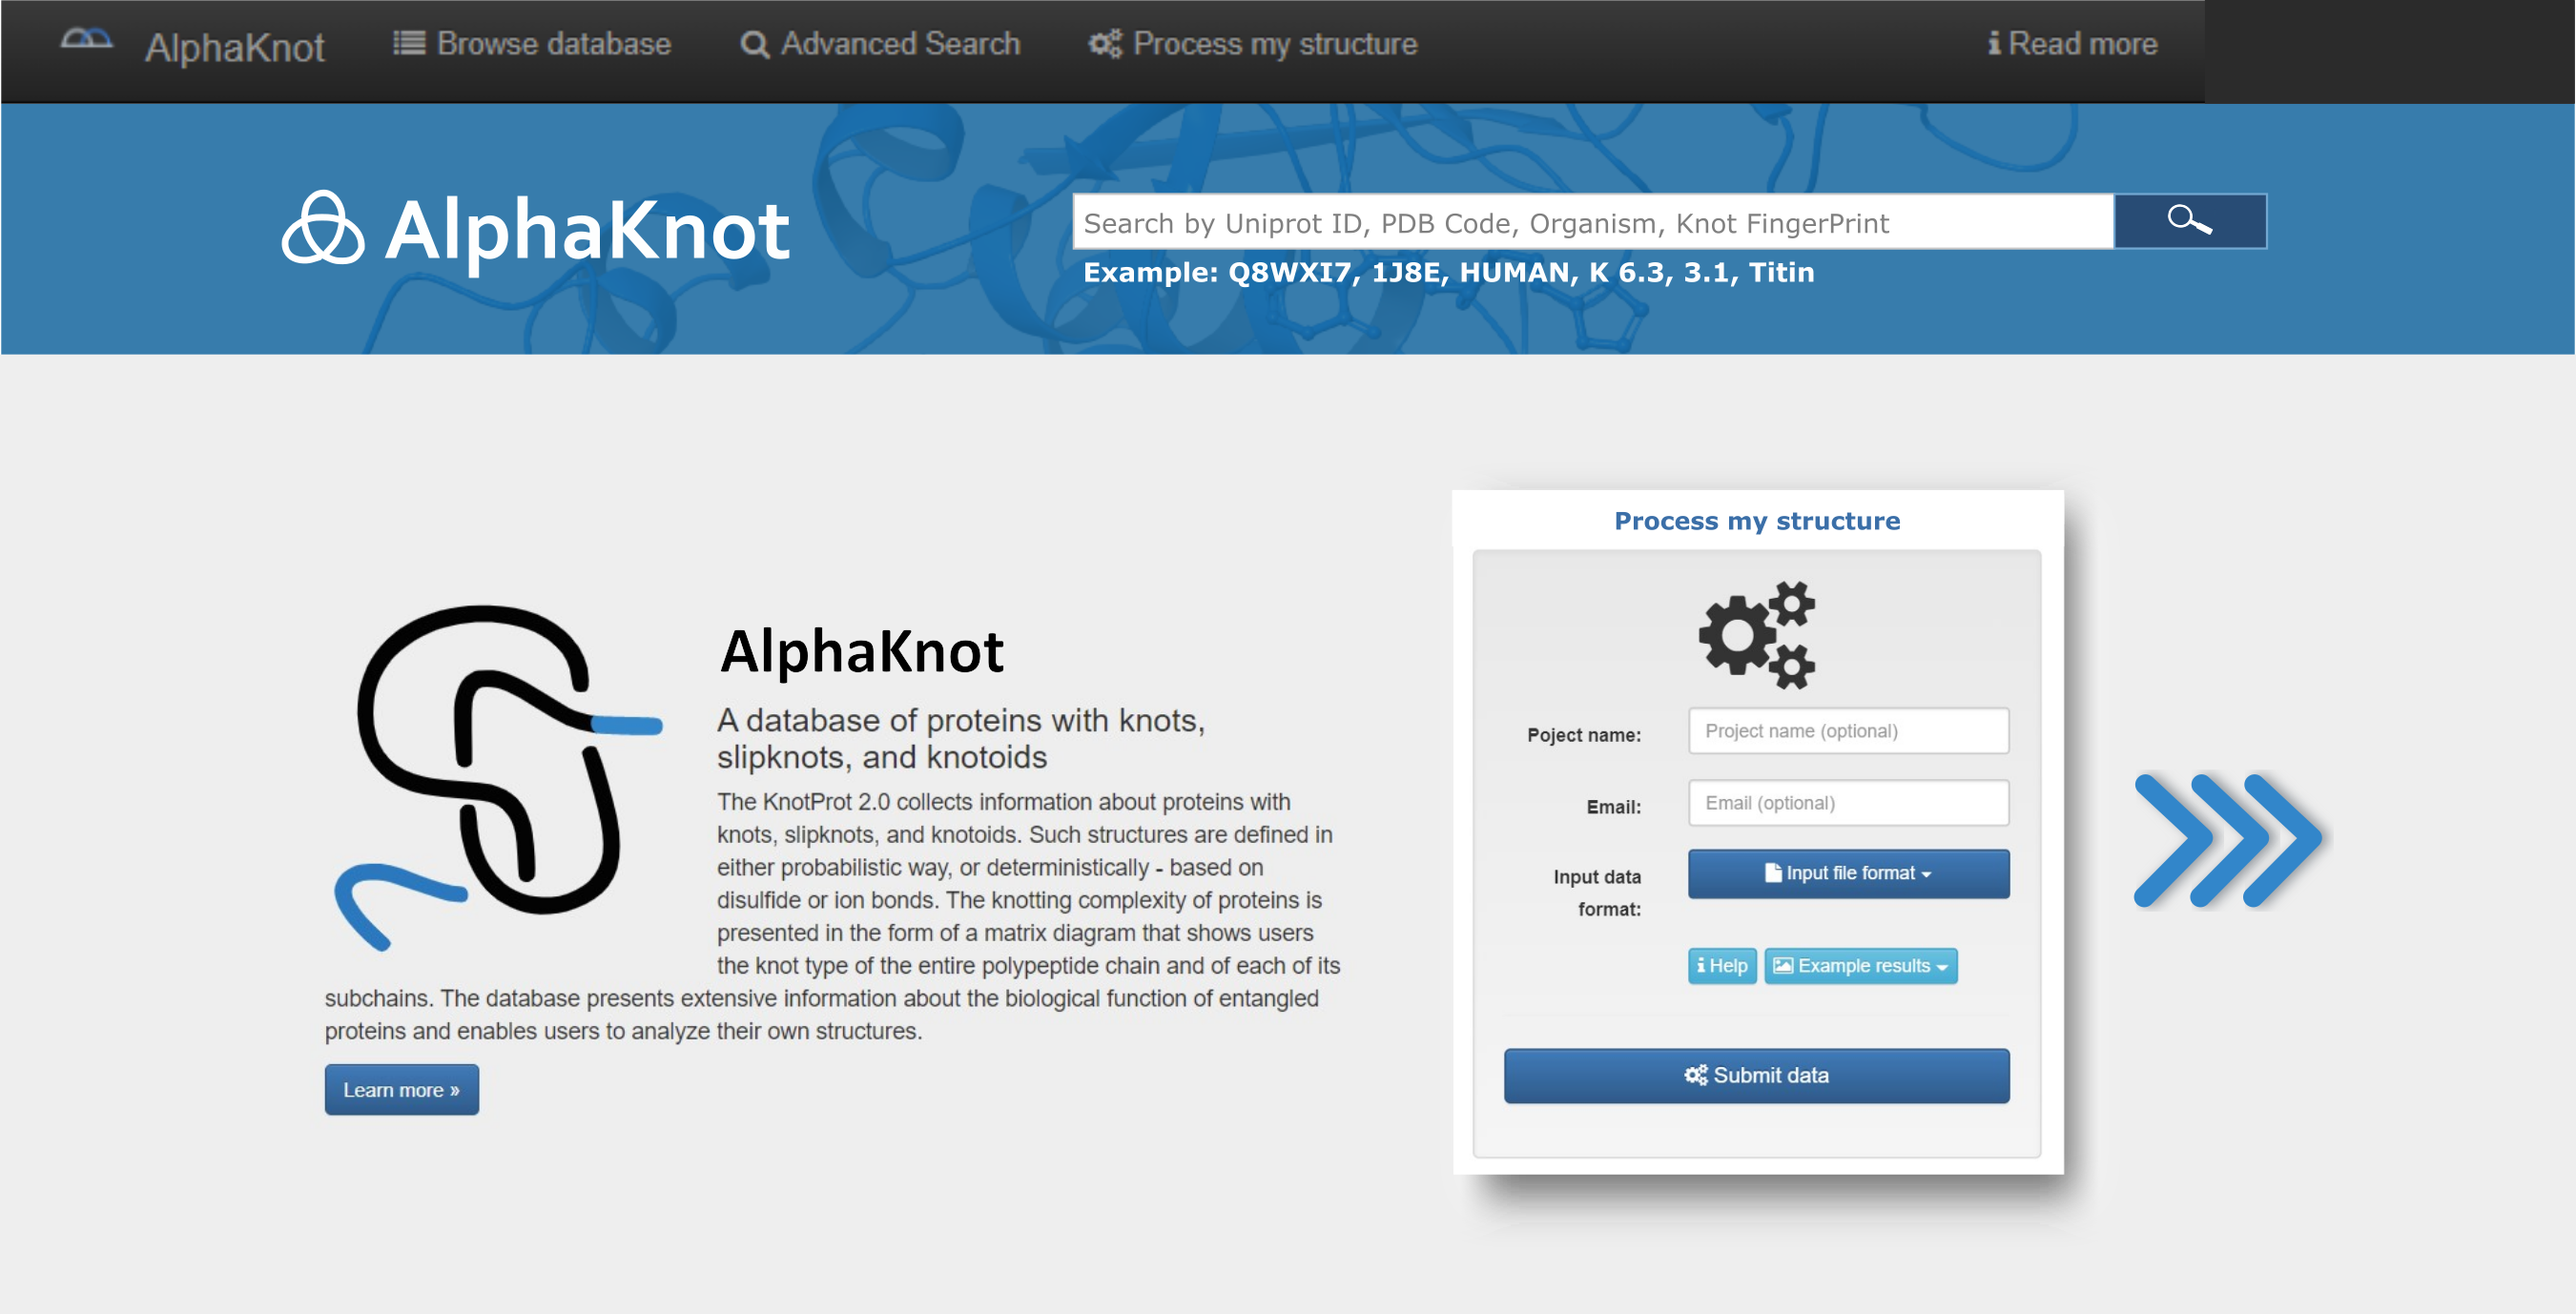 AlphaKnot Browse database Advanced Search Process my structure Read more
AlphaKnot
Search by Uniprot ID, PDB Code, Organism, Knot FingerPrint
Example: Q8WXI7, 1J8E, HUMAN, K 6.3, 3.1, Titin
AlphaKnot
A database of proteins with knots,
slipknots, and knotoids
The KnotProt 2.0 collects information about proteins with
knots, slipknots, and knotoids. Such structures are defined in
either probabilistic way, or deterministically - based on
disulfide or ion bonds. The knotting complexity of proteins is
presented in the form of a matrix diagram that shows users
the knot type of the entire polypeptide chain and of each of its
subchains. The database presents extensive information about the biological function of entangled
proteins and enables users to analyze their own structures.
Learn more »
Process my structure
Poject name: Project name (optional)
Email: Email (optional)
Input data Input file format
format:
Help Example results
Submit data